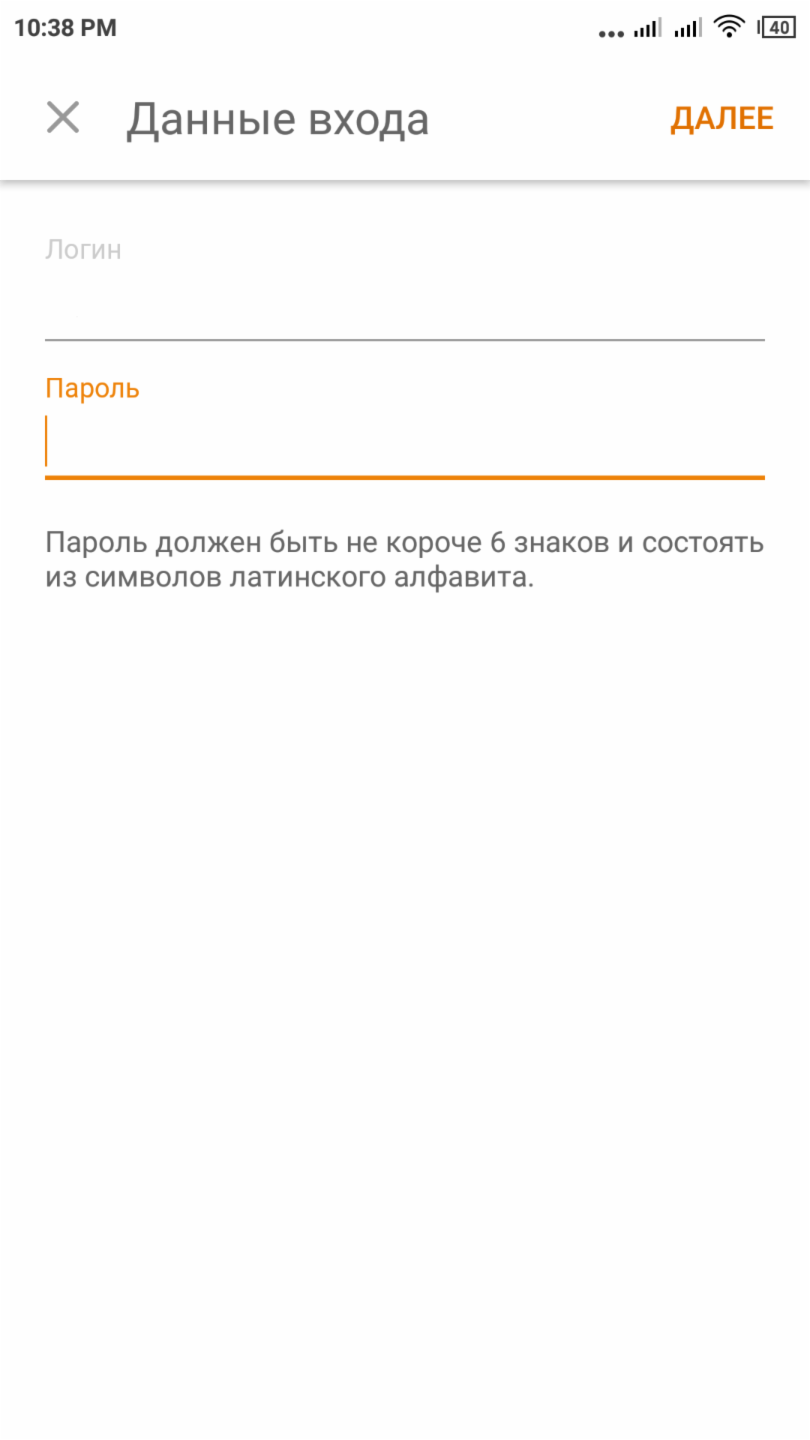 10:38 PM
40
Данные входа
ДАЛЕЕ
Логин
Пароль
Пароль должен быть не короче 6 знаков и состоять
из символов латинского алфавита.